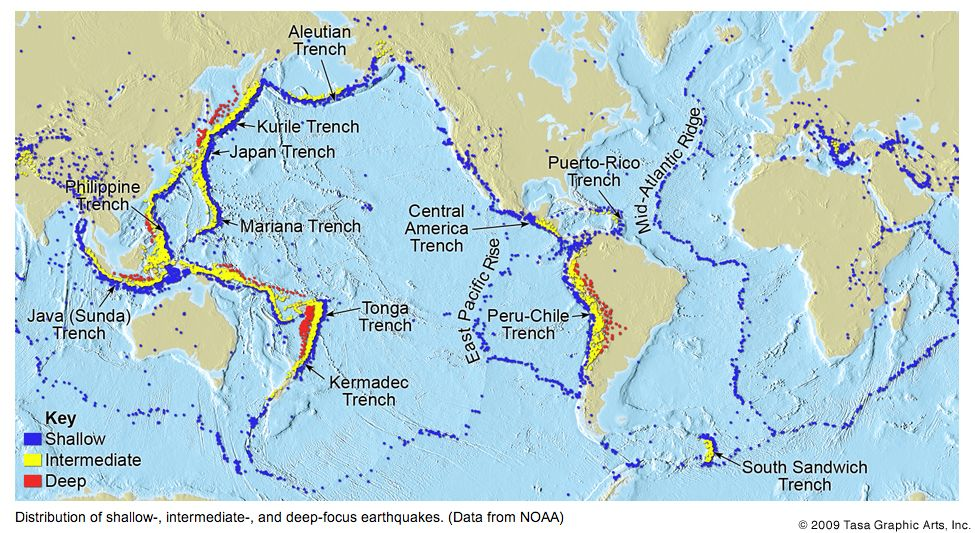 Aleutian
Trench
Kurile Trench
Japan Trench
Philippine
Trench
Mariana Trench
Java (Sunda)
Trench
Tonga
Trench
Kermadec
Trench
Central
America
Trench
East Pacific Rise
Puerto-Rico
Trench
Mid-Atlantic Ridge
Peru-Chile
Trench
South Sandwich
Trench
Key
Shallow
Intermediate
Deep
Distribution of shallow-, intermediate-, and deep-focus earthquakes. (Data from NOAA)
© 2009 Tasa Graphic Arts, Inc.